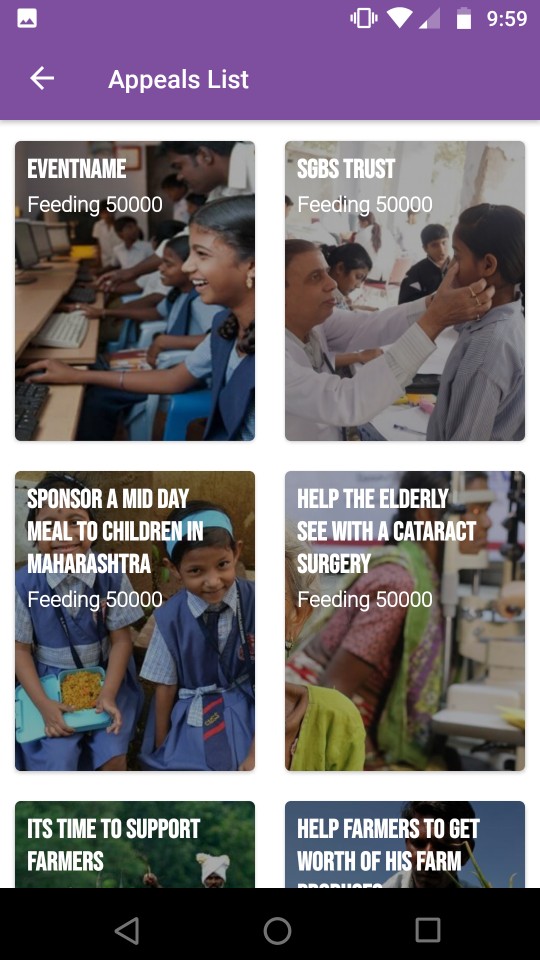 9:59
Appeals List
EVENTNAME
Feeding 50000
SGBS TRUST
Feeding 50000
SPONSOR A MID DAY
MEAL TO CHILDREN IN
MAHARASHTRA
Feeding 50000
HELP THE ELDERLY
SEE WITH A CATARACT
SURGERY
Feeding 50000
ITS TIME TO SUPPORT
FARMERS
HELP FARMERS TO GET
WORTH OF HIS FARM